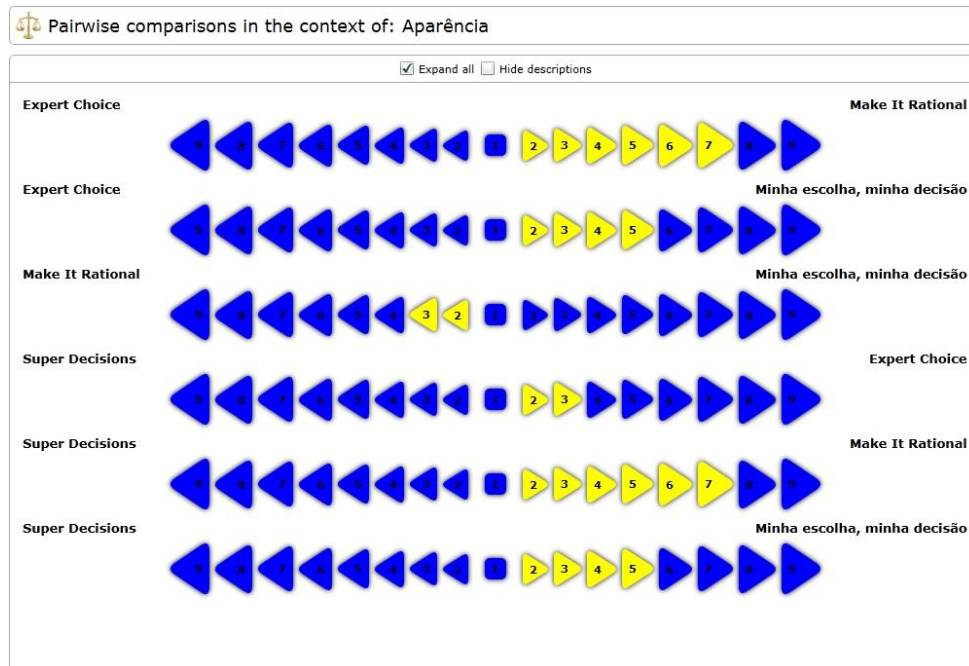 Pairwise comparisons in the context of: Aparência
Expand all Hide descriptions
Expert Choice Make It Rational
9 8 7 6 5 4 3 2 1 2 3 4 5 6 7 8 9
Expert Choice Minha escolha, minha decisão
9 8 7 6 5 4 3 2 1 2 3 4 5 6 7 8 9
Make It Rational Minha escolha, minha decisão
9 8 7 6 5 4 3 2 1 2 3 4 5 6 7 8 9
Super Decisions Expert Choice
9 8 7 6 5 4 3 2 1 2 3 4 5 6 7 8 9
Super Decisions Make It Rational
9 8 7 6 5 4 3 2 1 2 3 4 5 6 7 8 9
Super Decisions Minha escolha, minha decisão
9 8 7 6 5 4 3 2 1 2 3 4 5 6 7 8 9